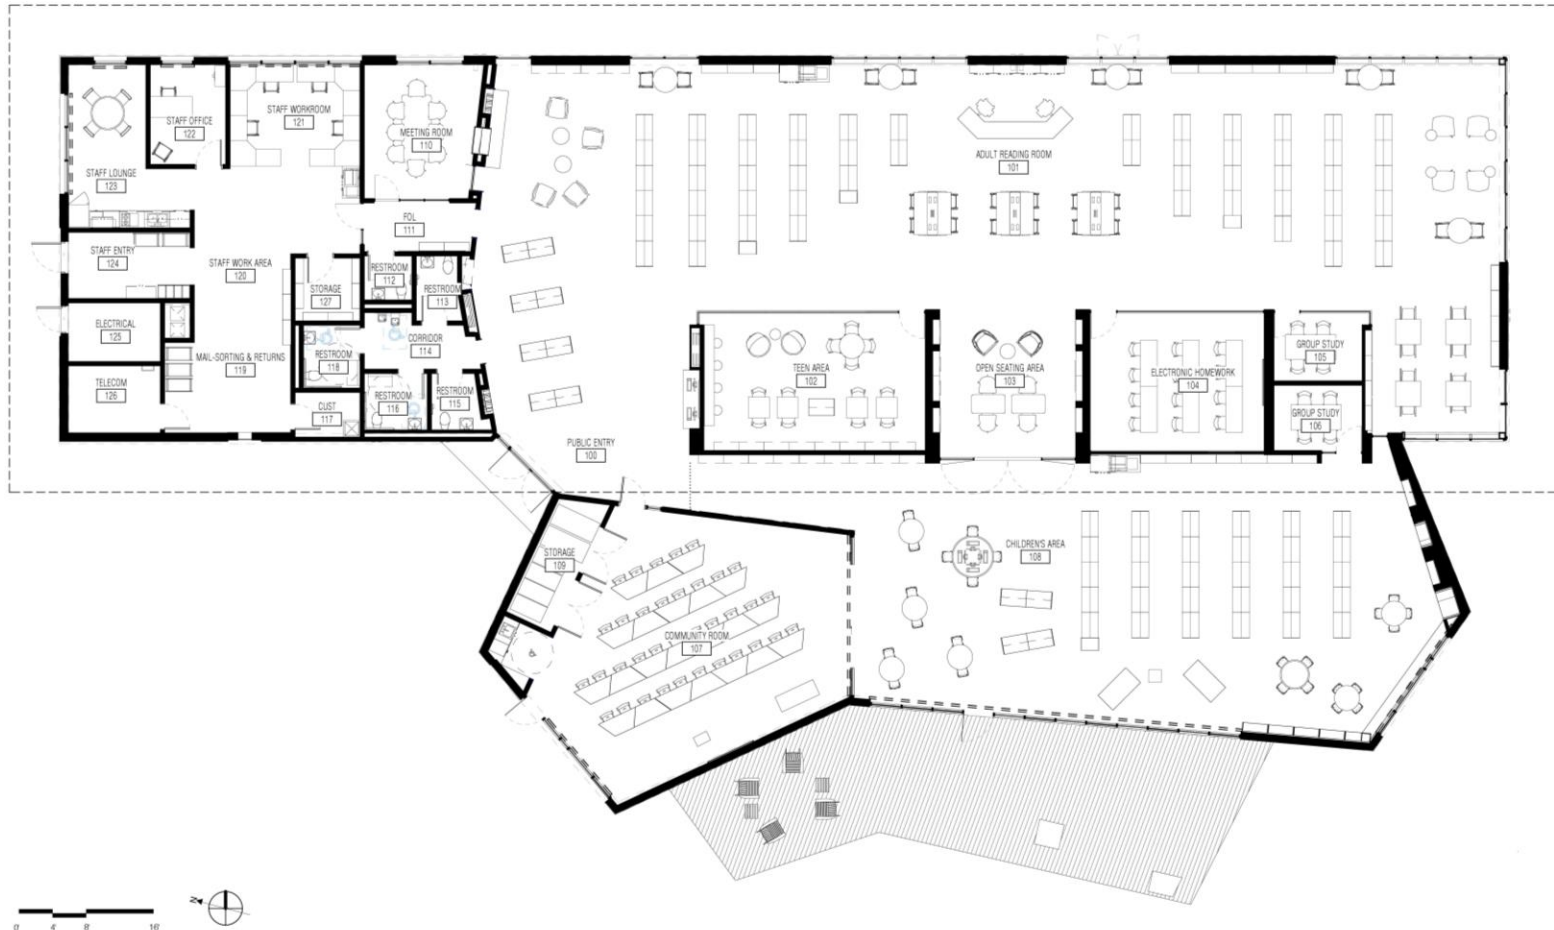 STAFF WORKROOM
121
STAFF OFFICE
122
MEETING ROOM
110
ADULT READING ROOM
101
STAFF LOUNGE
123
FOL
111
STAFF ENTRY
124
STAFF WORK AREA
120
RESTROOM
112
RESTROOM
113
STORAGE
127
ELECTRICAL
125
CORRIDOR
114
MAIL-SORTING & RETURNS
119
RESTROOM
118
TELECOM
126
RESTROOM
116
RESTROOM
115
CUST
117
TEEN AREA
102
OPEN SEATING AREA
103
ELECTRONIC HOMEWORK
104
GROUP STUDY
105
GROUP STUDY
106
PUBLIC ENTRY
100
STORAGE
109
CHILDREN'S AREA
108
COMMUNITY ROOM
107
N
0 4' 8' 16'